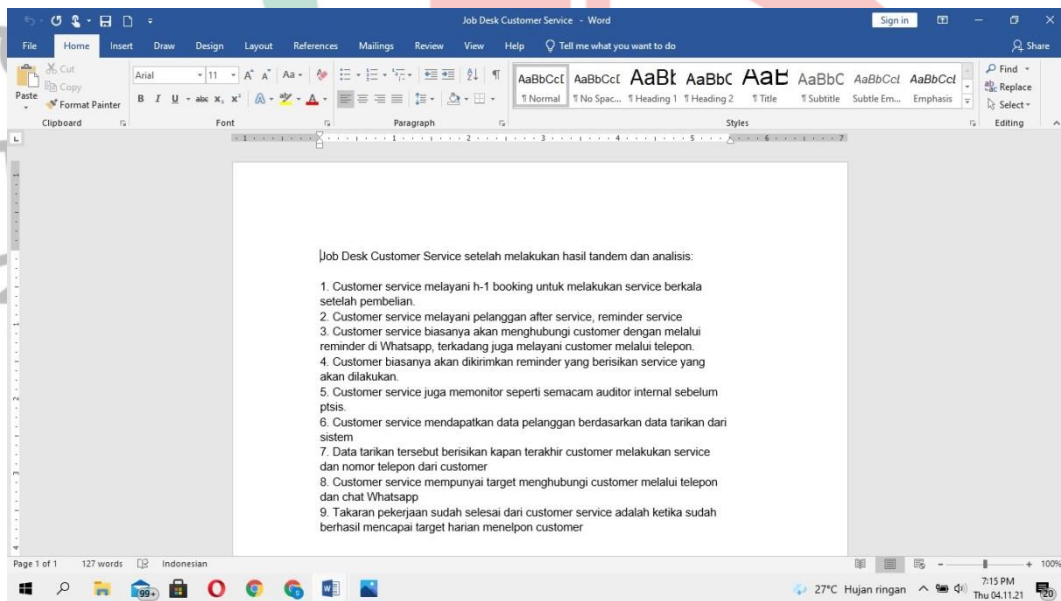 Job Desk Customer Service - Word
Sign in
File Home Insert Draw Design Layout References Mailings Review View Help Tell me what you want to do
Share
Paste
Cut
Copy
Format Painter
Clipboard
Arial 11
Font
Paragraph
AaBbCcI AaBbCcI AaBb AaBbC AaB AaBbC AaBbCcI AaBbCcI
¶ Normal ¶ No Spac... ¶ Heading 1 ¶ Heading 2 ¶ Title ¶ Subtitle Subtle Em... Emphasis
Styles
Find
Replace
Select
Editing
Job Desk Customer Service setelah melakukan hasil tandem dan analisis:
1. Customer service melayani h-1 booking untuk melakukan service berkala
setelah pembelian.
2. Customer service melayani pelanggan after service, reminder service
3. Customer service biasanya akan menghubungi customer dengan melalui
reminder di Whatsapp, terkadang juga melayani customer melalui telepon.
4. Customer biasanya akan dikirimkan reminder yang berisikan service yang
akan dilakukan.
5. Customer service juga memonitor seperti semacam auditor internal sebelum
ptsis.
6. Customer service mendapatkan data pelanggan berdasarkan data tarikan dari
sistem
7. Data tarikan tersebut berisikan kapan terakhir customer melakukan service
dan nomor telepon dari customer
8. Customer service mempunyai target menghubungi customer melalui telepon
dan chat Whatsapp
9. Takaran pekerjaan sudah selesai dari customer service adalah ketika sudah
berhasil mencapai target harian menelpon customer
Page 1 of 1 127 words Indonesian
100%
99+
27°C Hujan ringan
7:15 PM
Thu 04.11.21
20